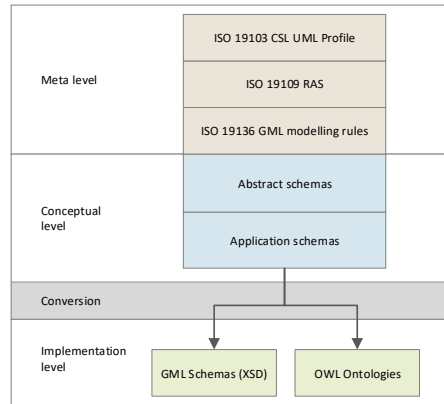 ISO 19103 CSL UML Profile
Meta level
ISO 19109 RAS
ISO 19136 GML modelling rules
Abstract schemas
Conceptual
level
Application schemas
Conversion
Implementation
level
GML Schemas (XSD)
OWL Ontologies